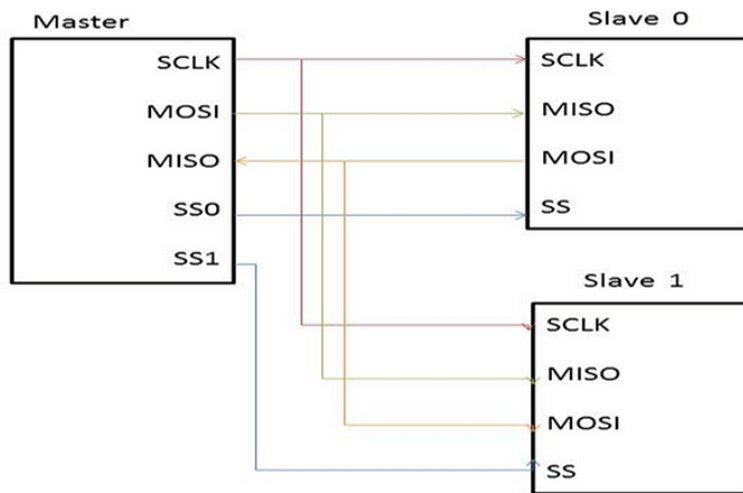 Master
SCLK
MOSI
MISO
SS0
SS1
Slave 0
SCLK
MISO
MOSI
SS
Slave 1
SCLK
MISO
MOSI
SS